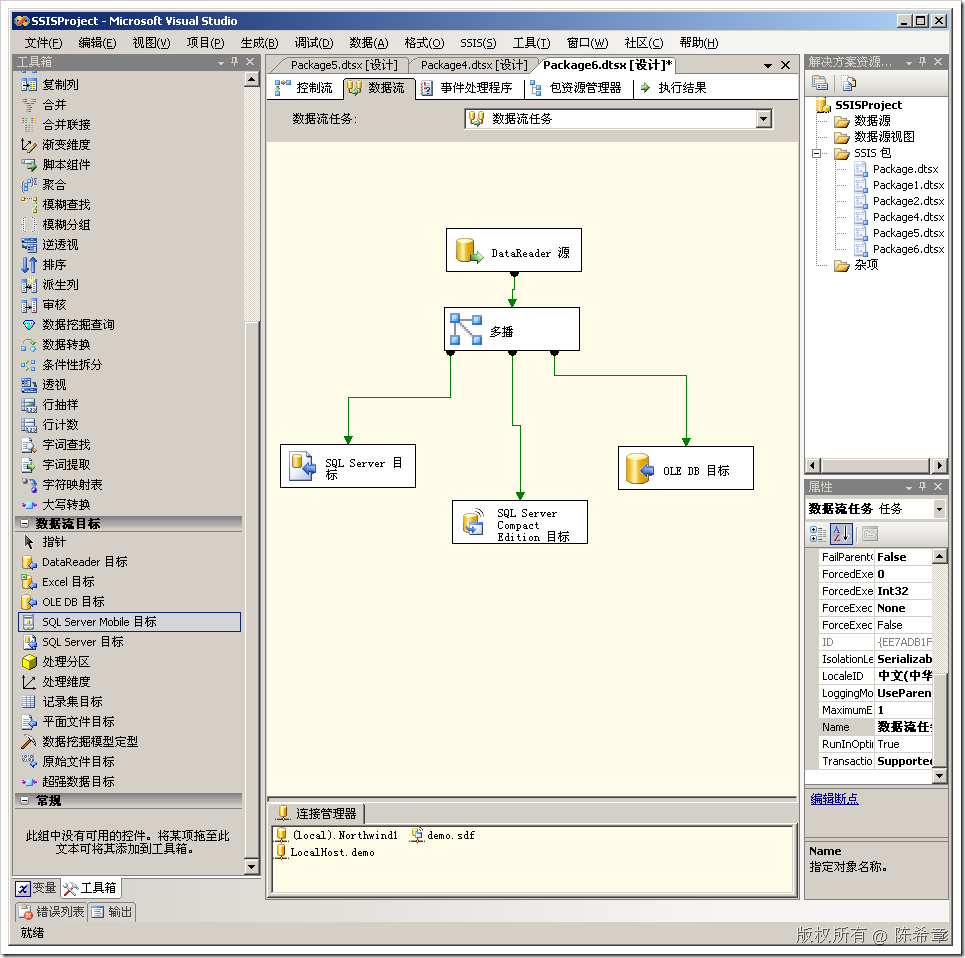 SSISProject - Microsoft Visual Studio
文件(F) 编辑(E) 视图(V) 项目(P) 生成(B) 调试(D) 数据(A) 格式(O) SSIS(S) 工具(T) 窗口(W) 社区(C) 帮助(H)
工具箱
复制列
合并
合并联接
渐变维度
脚本组件
聚合
模糊查找
模糊分组
逆透视
排序
派生列
审核
数据挖掘查询
数据转换
条件性拆分
透视
行抽样
行计数
字词查找
字词提取
字符映射表
大写转换
数据流目标
指针
DataReader 目标
Excel 目标
OLE DB 目标
SQL Server Mobile 目标
SQL Server 目标
处理分区
处理维度
记录集目标
平面文件目标
数据挖掘模型定型
原始文件目标
超强数据目标
常规
此组中没有可用的控件。将某项拖至此
文本可将其添加到工具箱。
变量 工具箱
错误列表 输出
就绪
Package5.dtsx [设计] Package4.dtsx [设计] Package6.dtsx [设计]*
控制流 数据流 事件处理程序 包资源管理器 执行结果
数据流任务: 数据流任务
DataReader 源
多播
SQL Server 目
标
SQL Server
Compact
Edition 目标
OLE DB 目标
连接管理器
(local).Northwind1 demo.sdf
LocalHost.demo
解决方案资源...
SSISProject
数据源
数据源视图
SSIS 包
Package.dtsx
Package1.dtsx
Package2.dtsx
Package4.dtsx
Package5.dtsx
Package6.dtsx
杂项
属性
数据流任务 任务
FailParentC False
ForcedExe 0
ForcedExe Int32
ForceExec None
ForceExec False
ID {EE7ADB1F
IsolationLe Serializab
LocaleID 中文(中华
LoggingMo UseParen
MaximumE 1
Name 数据流任务
RunInOpti True
Transactio Supported
编辑断点
Name
指定对象名称。
版权所有 @ 陈希章